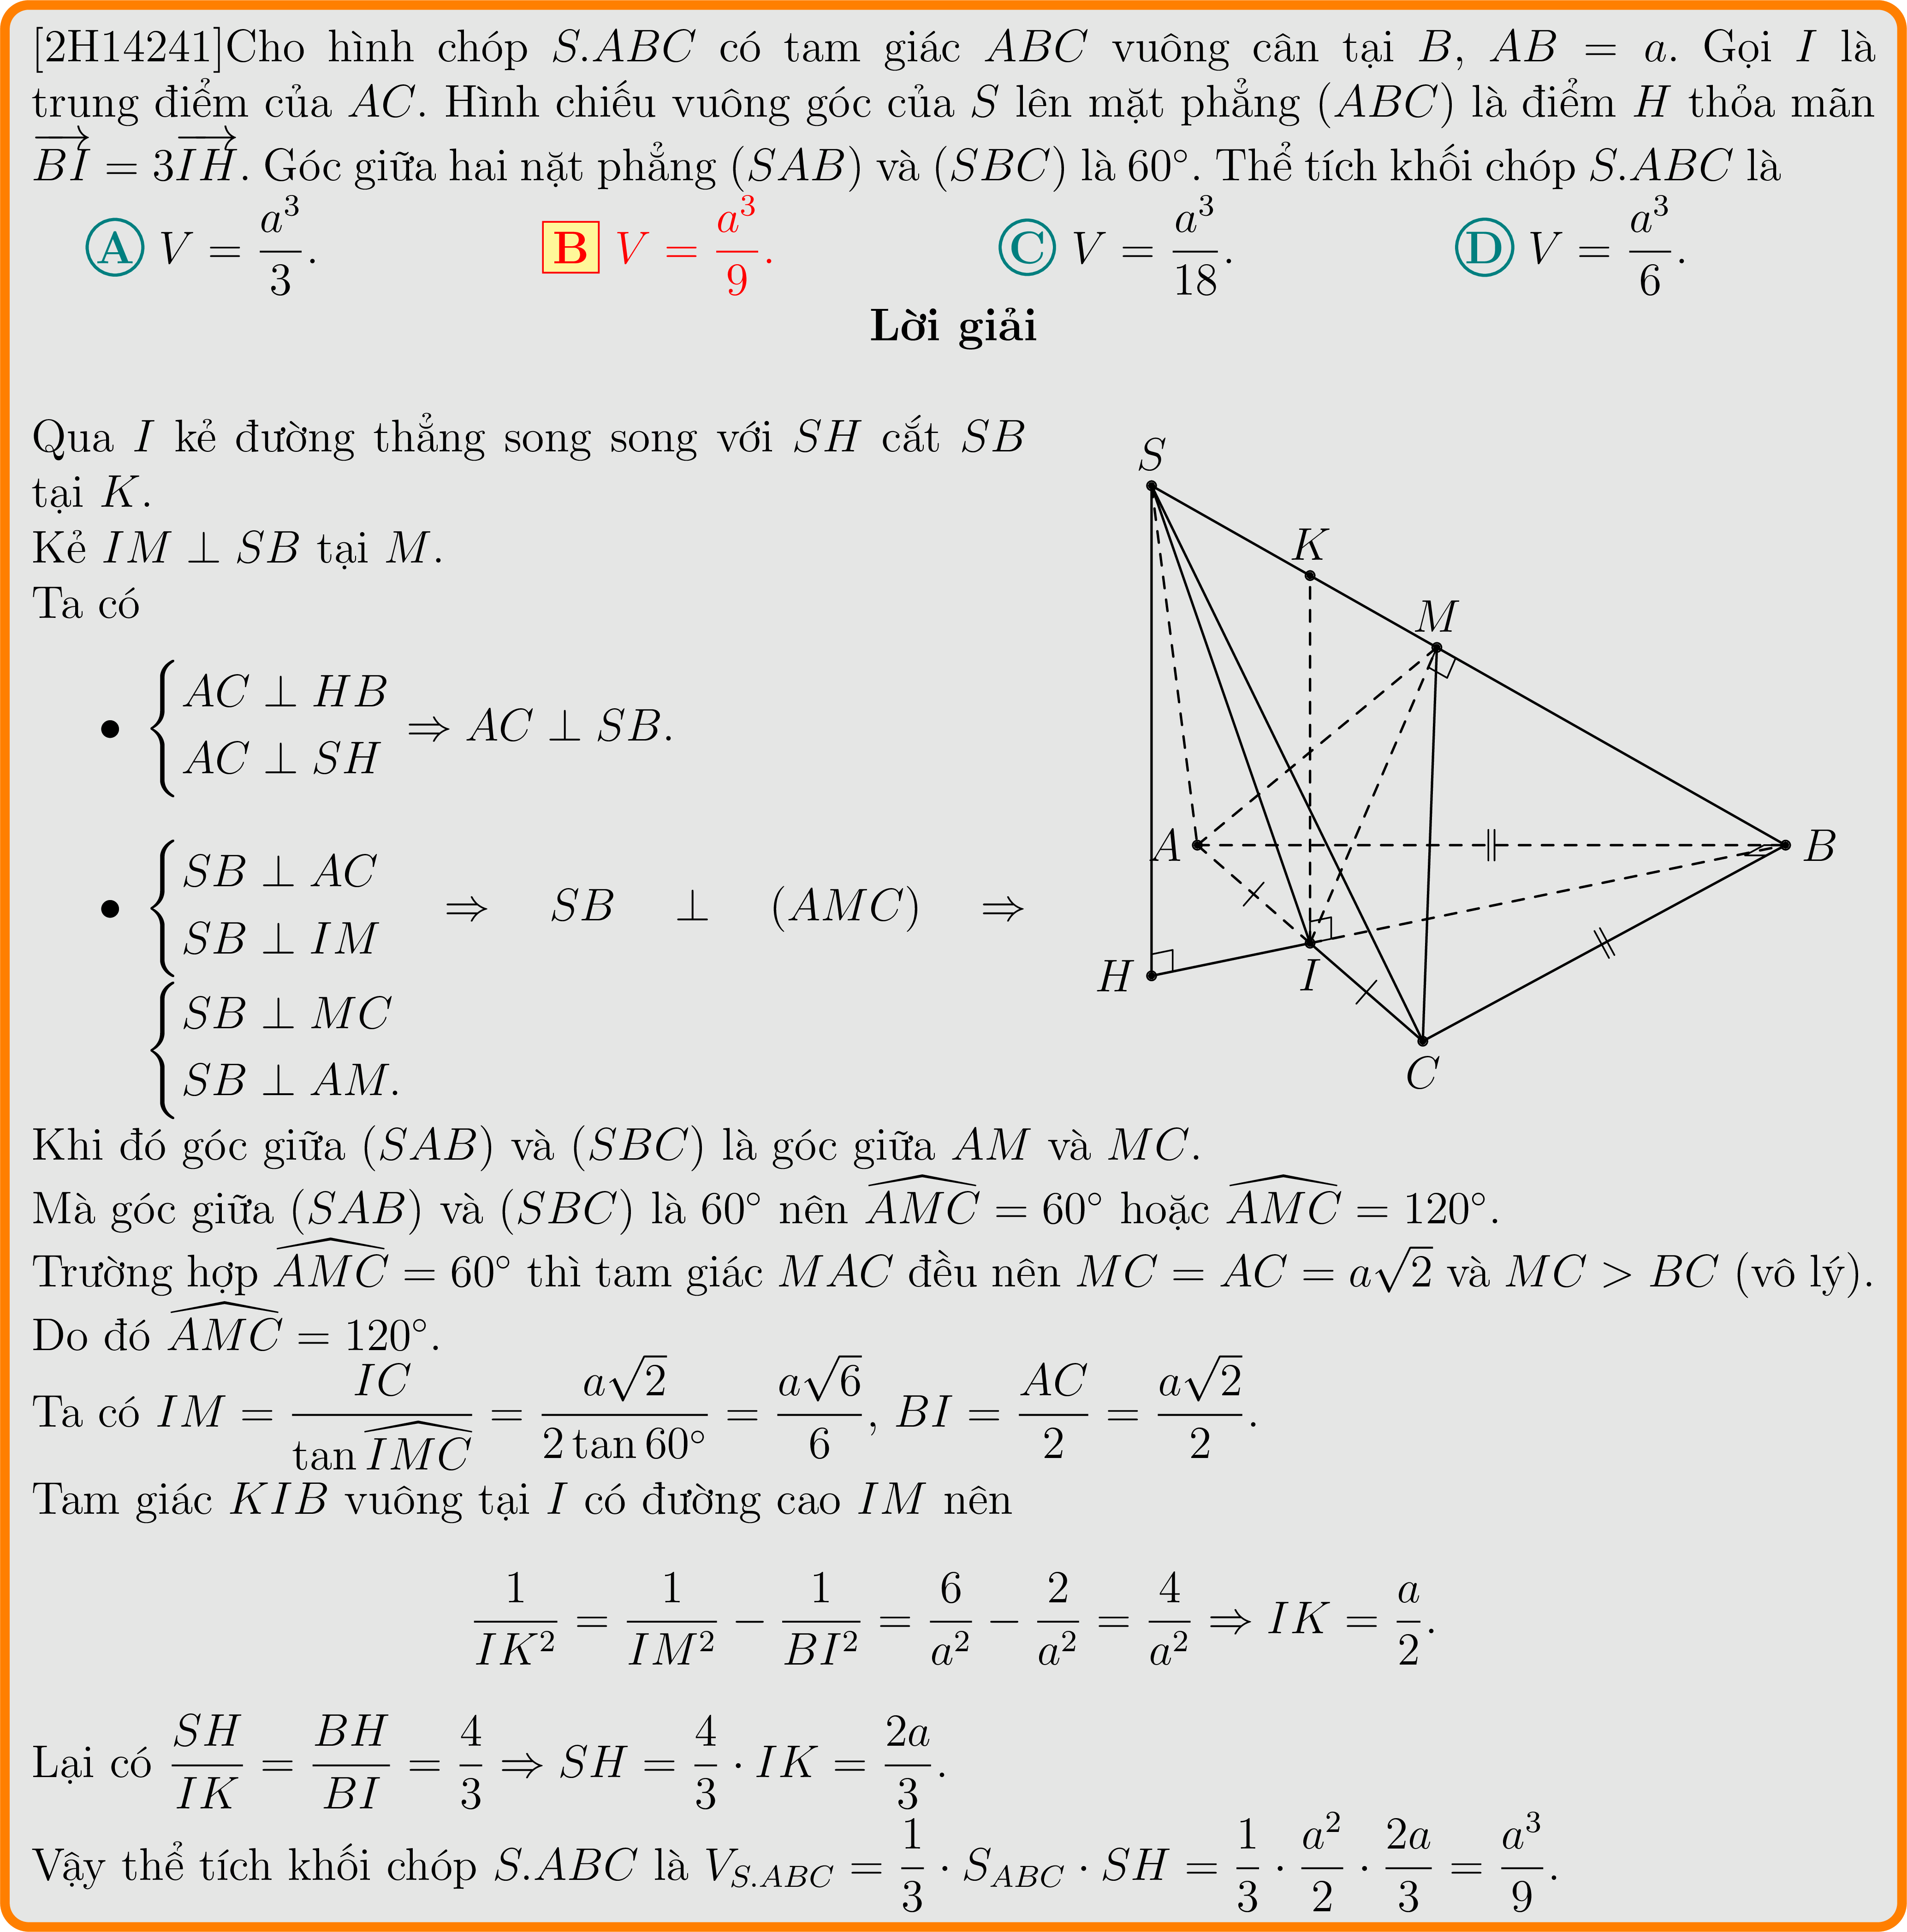 [2H14241]Cho hình chóp S.ABC có tam giác ABC vuông cân tại B, AB = a. Gọi I là
trung điểm của AC. Hình chiếu vuông góc của S lên mặt phẳng (ABC) là điểm H thỏa mãn
$\overrightarrow{BI} = 3\overrightarrow{IH}$. Góc giữa hai nặt phẳng (SAB) và (SBC) là 60°. Thể tích khối chóp S.ABC là
A $V = \frac{a^3}{3}$. B $V = \frac{a^3}{9}$. C $V = \frac{a^3}{18}$. D $V = \frac{a^3}{6}$.
Lời giải
Qua I kẻ đường thẳng song song với SH cắt SB
tại K.
Kẻ IM ⊥ SB tại M.
Ta có
• $\begin{cases} AC ⊥ HB \\ AC ⊥ SH \end{cases}$ ⇒ AC ⊥ SB.
• $\begin{cases} SB ⊥ AC \\ SB ⊥ IM \end{cases}$ ⇒ SB ⊥ (AMC) ⇒
$\begin{cases} SB ⊥ MC \\ SB ⊥ AM. \end{cases}$
S
K
M
A
B
H
I
C
Khi đó góc giữa (SAB) và (SBC) là góc giữa AM và MC.
Mà góc giữa (SAB) và (SBC) là 60° nên $\widehat{AMC}$ = 60° hoặc $\widehat{AMC}$ = 120°.
Trường hợp $\widehat{AMC}$ = 60° thì tam giác MAC đều nên MC = AC = $a\sqrt{2}$ và MC > BC (vô lý).
Do đó $\widehat{AMC}$ = 120°.
Ta có $IM = \frac{IC}{\tan \widehat{IMC}} = \frac{a\sqrt{2}}{2 \tan 60°} = \frac{a\sqrt{6}}{6}$, $BI = \frac{AC}{2} = \frac{a\sqrt{2}}{2}$.
Tam giác KIB vuông tại I có đường cao IM nên
$\frac{1}{IK^2} = \frac{1}{IM^2} - \frac{1}{BI^2} = \frac{6}{a^2} - \frac{2}{a^2} = \frac{4}{a^2} ⇒ IK = \frac{a}{2}$.
Lại có $\frac{SH}{IK} = \frac{BH}{BI} = \frac{4}{3} ⇒ SH = \frac{4}{3} \cdot IK = \frac{2a}{3}$.
Vậy thể tích khối chóp S.ABC là $V_{S.ABC} = \frac{1}{3} \cdot S_{ABC} \cdot SH = \frac{1}{3} \cdot \frac{a^2}{2} \cdot \frac{2a}{3} = \frac{a^3}{9}$.